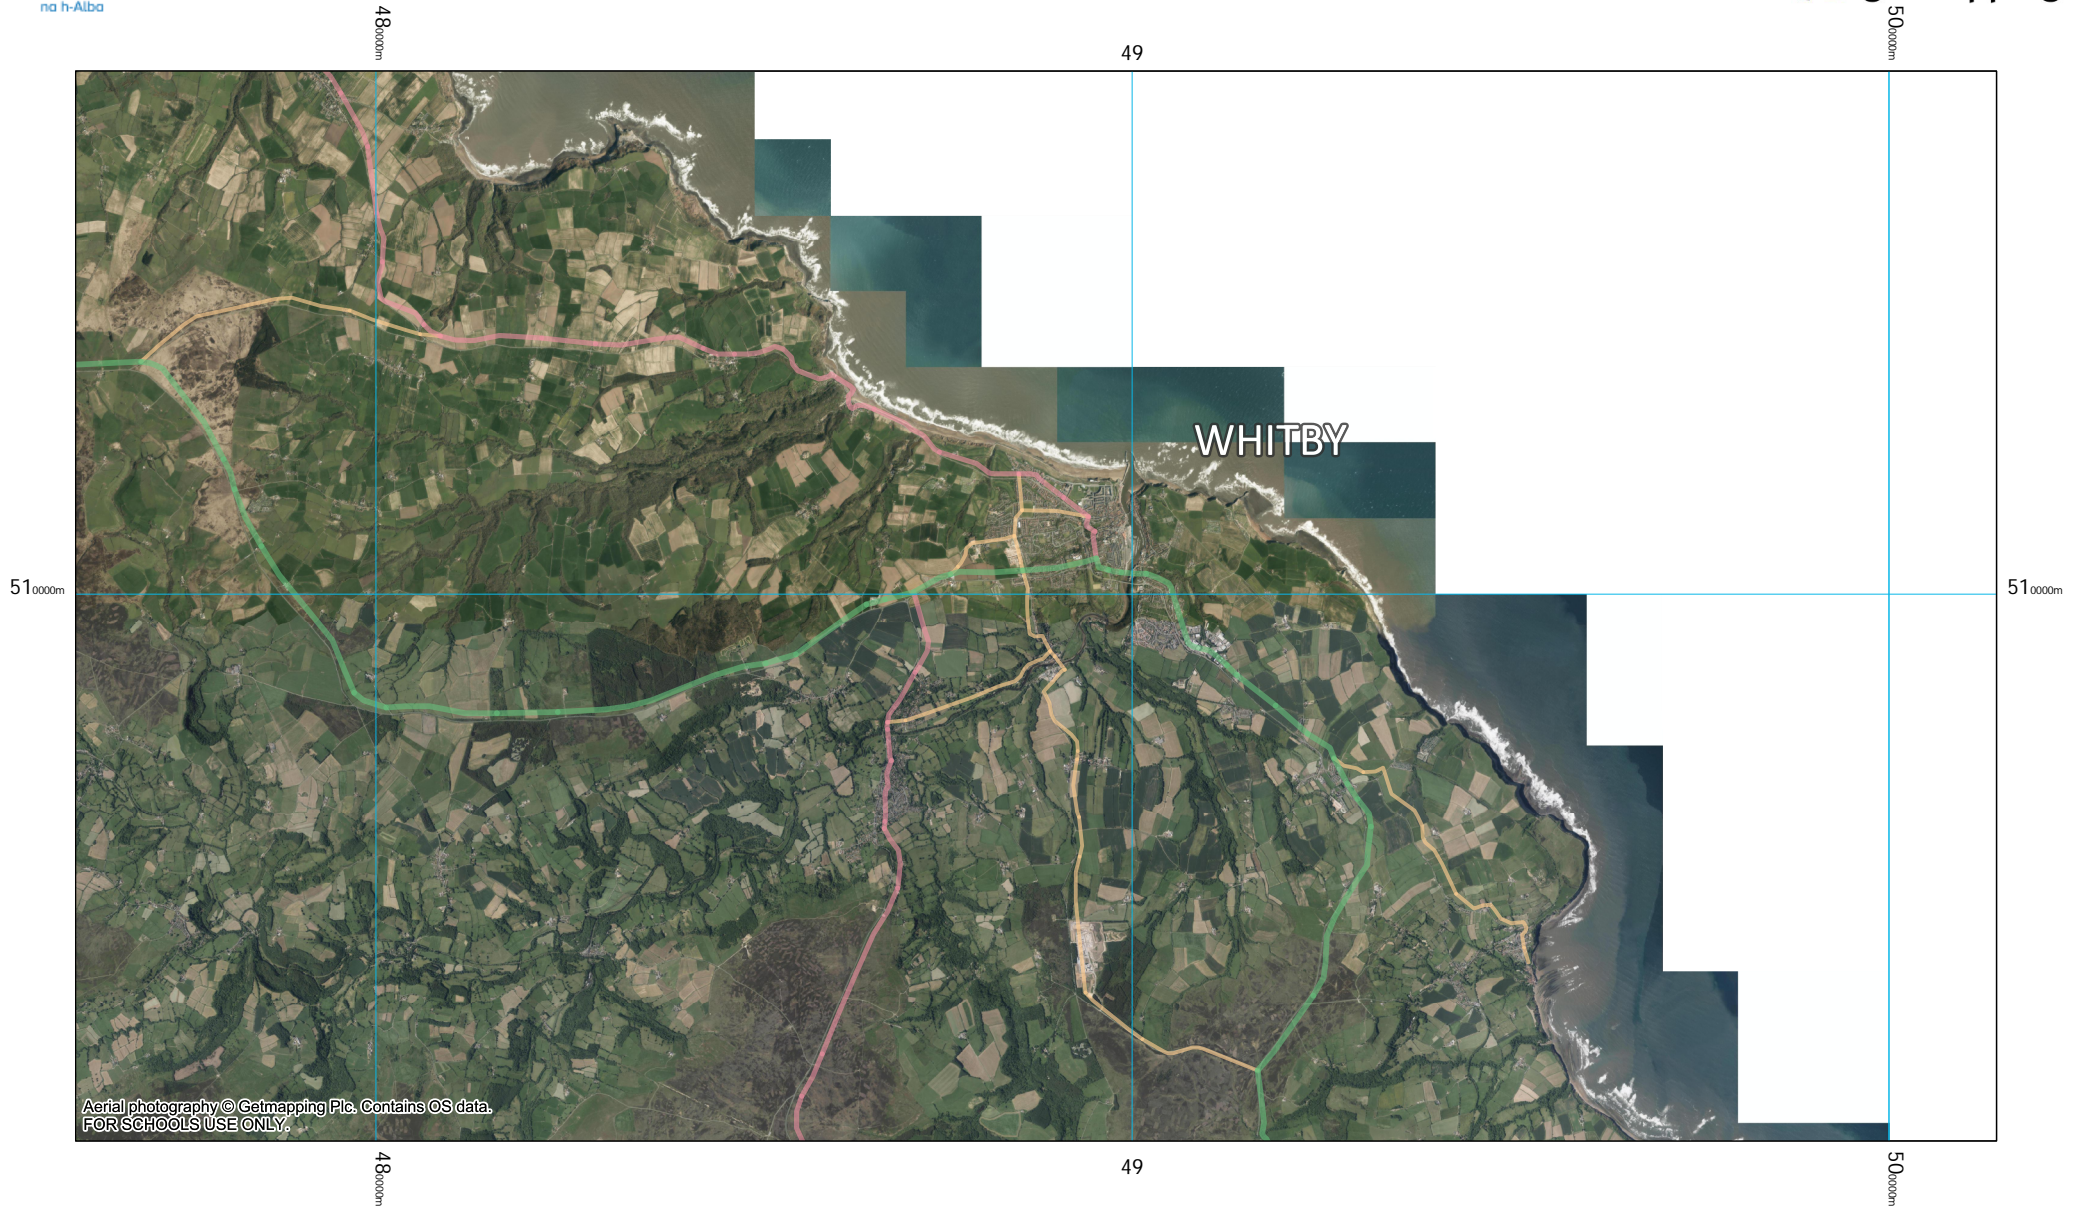 na h-Alba
480000m
49
500000m
WHITBY
510000m
510000m
Aerial photography © Getmapping Plc. Contains OS data.
FOR SCHOOLS USE ONLY.
480000m
49
500000m